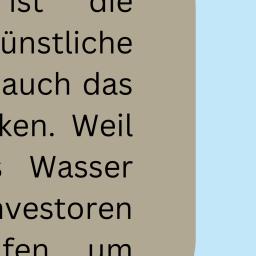 ist die
ünstliche
auch das
ken. Weil
s Wasser
nvestoren
fen um